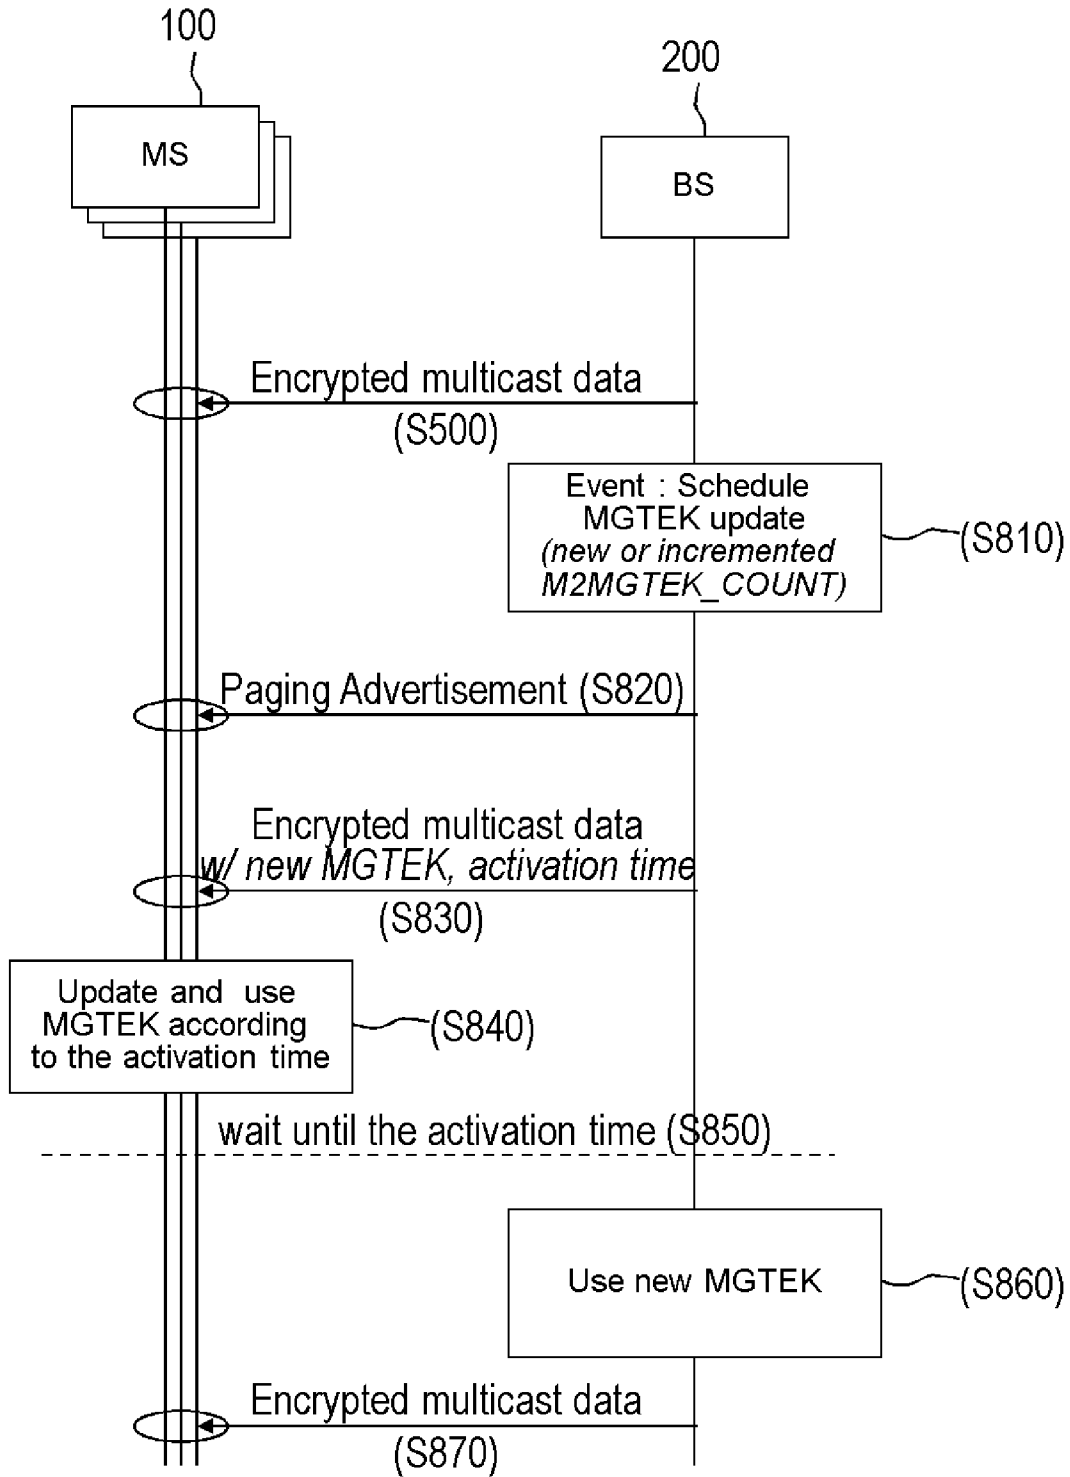 100
200
MS
BS
Encrypted multicast data
(S500)
Event : Schedule
MGTEK update
(new or incremented
M2MGTEK_COUNT)
(S810)
Paging Advertisement (S820)
Encrypted multicast data
w/ new MGTEK, activation time
(S830)
Update and use
MGTEK according
to the activation time
(S840)
wait until the activation time (S850)
Use new MGTEK
(S860)
Encrypted multicast data
(S870)